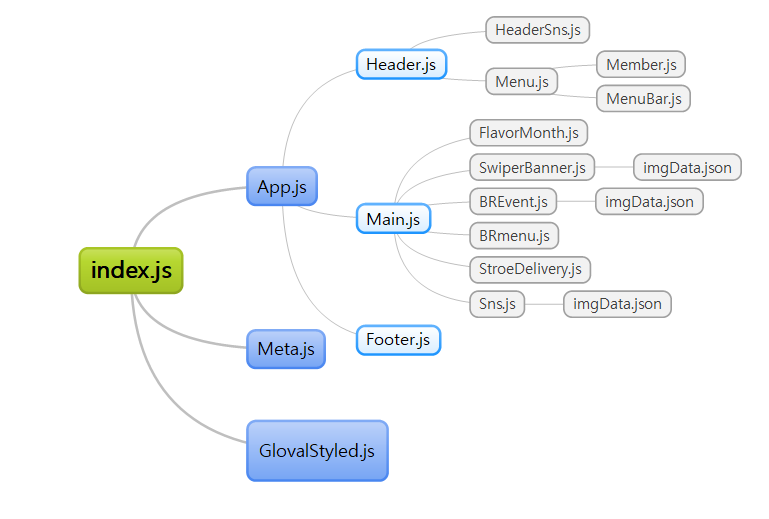 index.js
App.js
Header.js
HeaderSns.js
Menu.js
Member.js
MenuBar.js
Main.js
FlavorMonth.js
SwiperBanner.js
imgData.json
BREvent.js
imgData.json
BRmenu.js
StroeDelivery.js
Sns.js
imgData.json
Footer.js
Meta.js
GlovalStyled.js